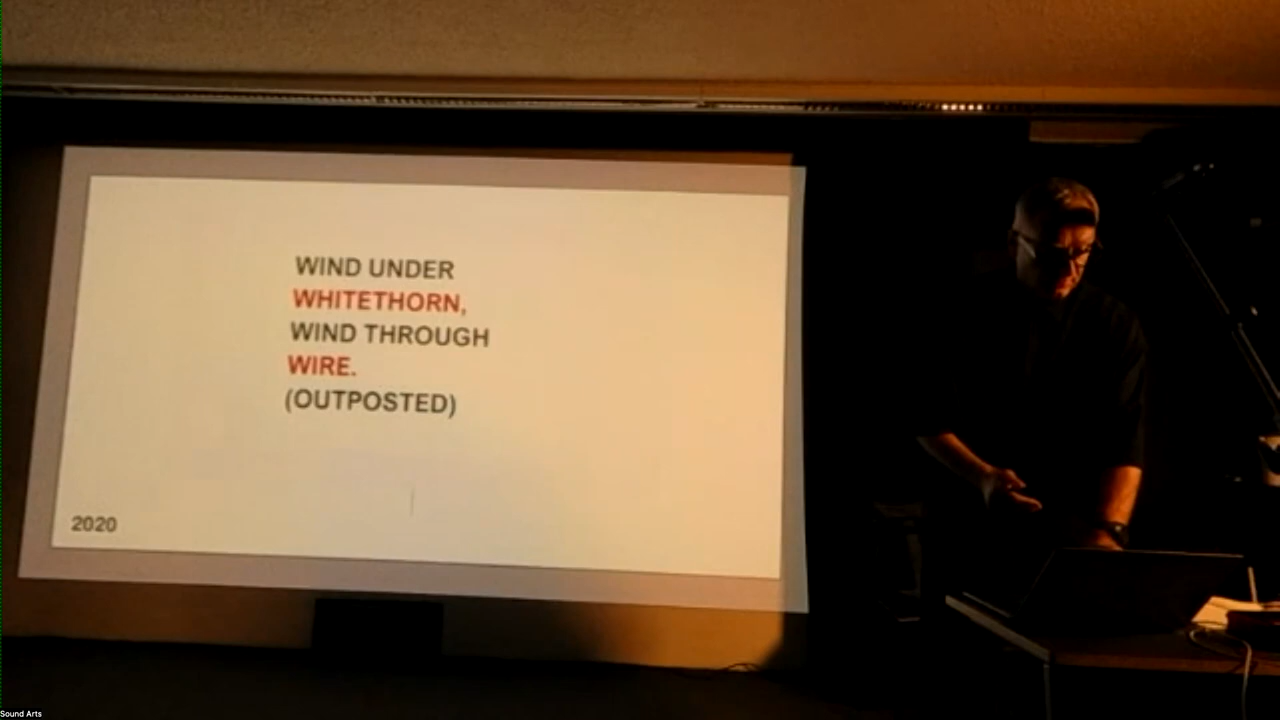 WIND UNDER
WHITETHORN,
WIND THROUGH
WIRE.
(OUTPOSTED)
2020
Sound Arts